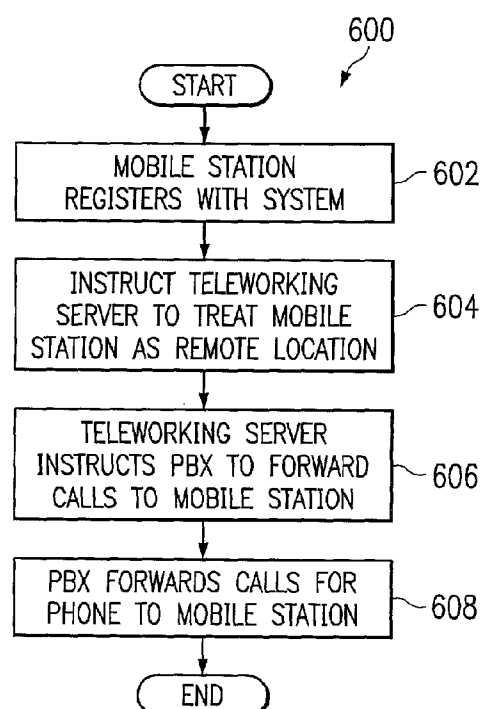 600
START
MOBILE STATION
REGISTERS WITH SYSTEM
602
INSTRUCT TELEWORKING
SERVER TO TREAT MOBILE
STATION AS REMOTE LOCATION
604
TELEWORKING SERVER
INSTRUCTS PBX TO FORWARD
CALLS TO MOBILE STATION
606
PBX FORWARDS CALLS FOR
PHONE TO MOBILE STATION
608
END